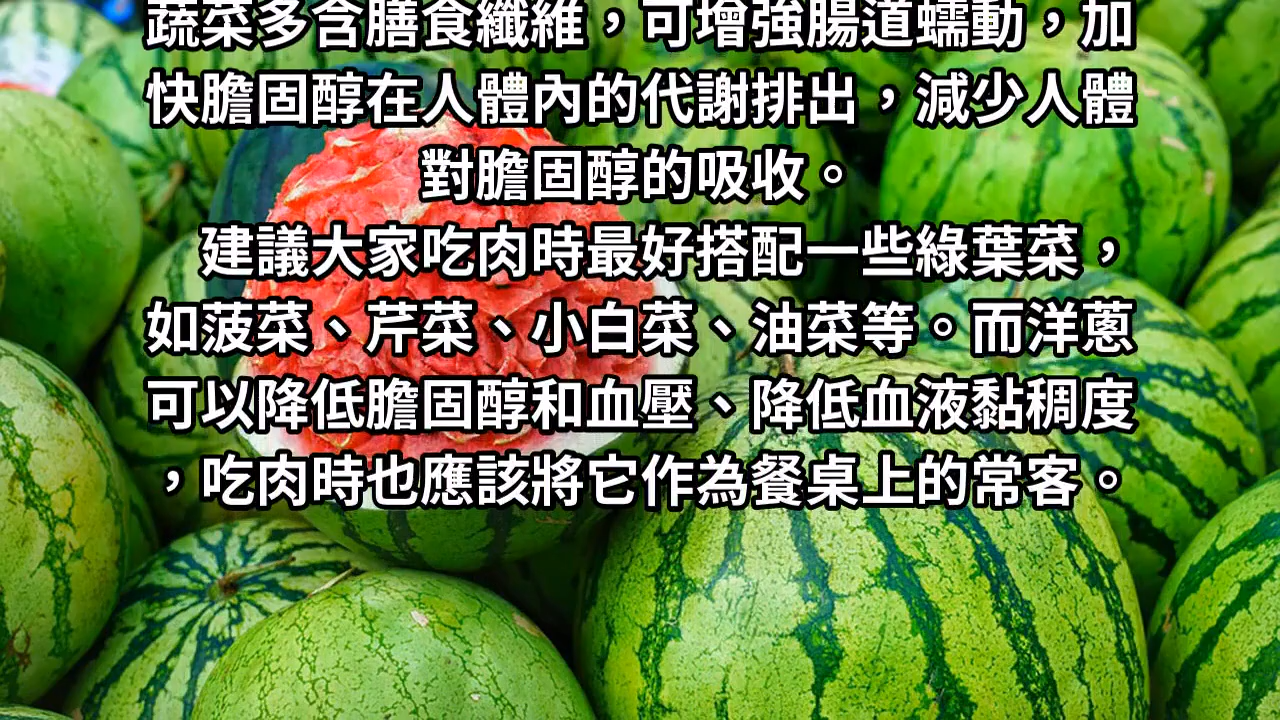 蔬菜多含膳食纖維，可增強腸道蠕動，加
快膽固醇在人體內的代謝排出，減少人體
對膽固醇的吸收。
建議大家吃肉時最好搭配一些綠葉菜，
如菠菜、芹菜、小白菜、油菜等。而洋蔥
可以降低膽固醇和血壓、降低血液黏稠度
，吃肉時也應該將它作為餐桌上的常客。